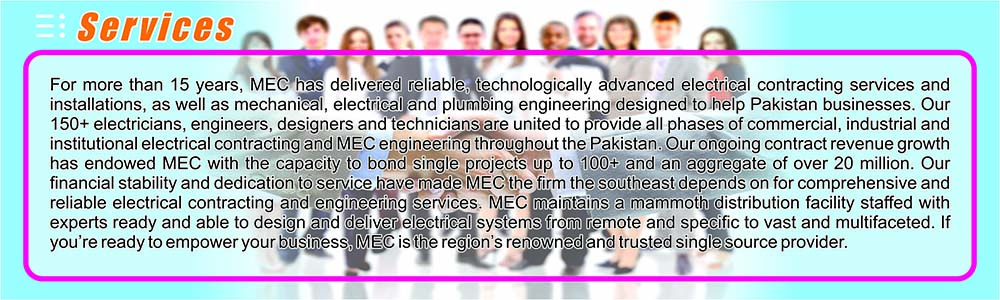 Services
For more than 15 years, MEC has delivered reliable, technologically advanced electrical contracting services and
installations, as well as mechanical, electrical and plumbing engineering designed to help Pakistan businesses. Our
150+ electricians, engineers, designers and technicians are united to provide all phases of commercial, industrial and
institutional electrical contracting and MEC engineering throughout the Pakistan. Our ongoing contract revenue growth
has endowed MEC with the capacity to bond single projects up to 100+ and an aggregate of over 20 million. Our
financial stability and dedication to service have made MEC the firm the southeast depends on for comprehensive and
reliable electrical contracting and engineering services. MEC maintains a mammoth distribution facility staffed with
experts ready and able to design and deliver electrical systems from remote and specific to vast and multifaceted. If
you're ready to empower your business, MEC is the region's renowned and trusted single source provider.